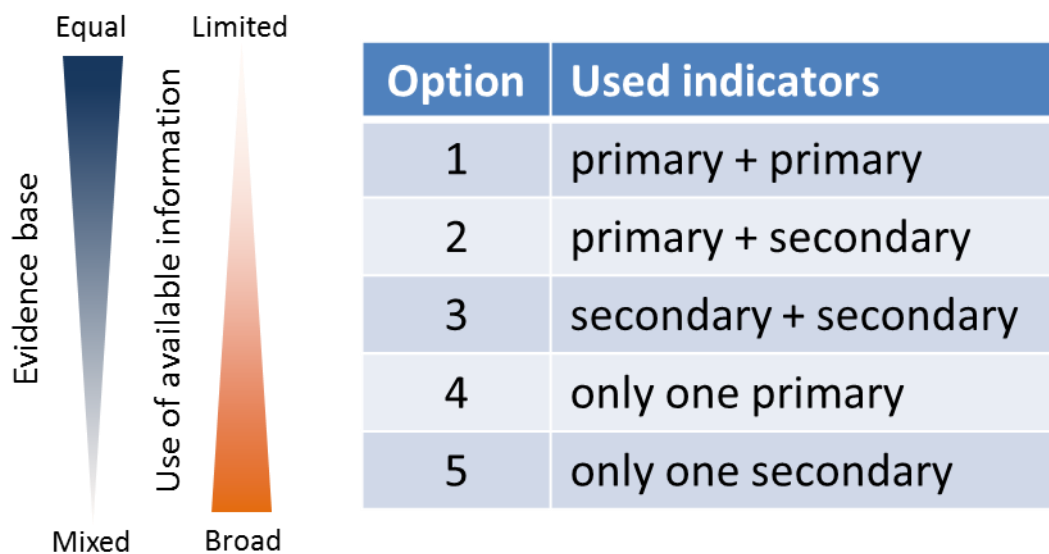 Equal
Limited
Evidence base
Use of available information
Mixed
Broad
Option Used indicators
1 primary + primary
2 primary + secondary
3 secondary + secondary
4 only one primary
5 only one secondary